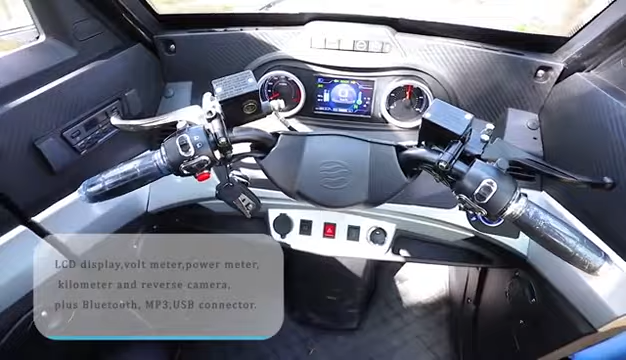 LCD display,volt meter,power meter,
kilometer and reverse camera,
plus Bluetooth, MP3,USB connector.